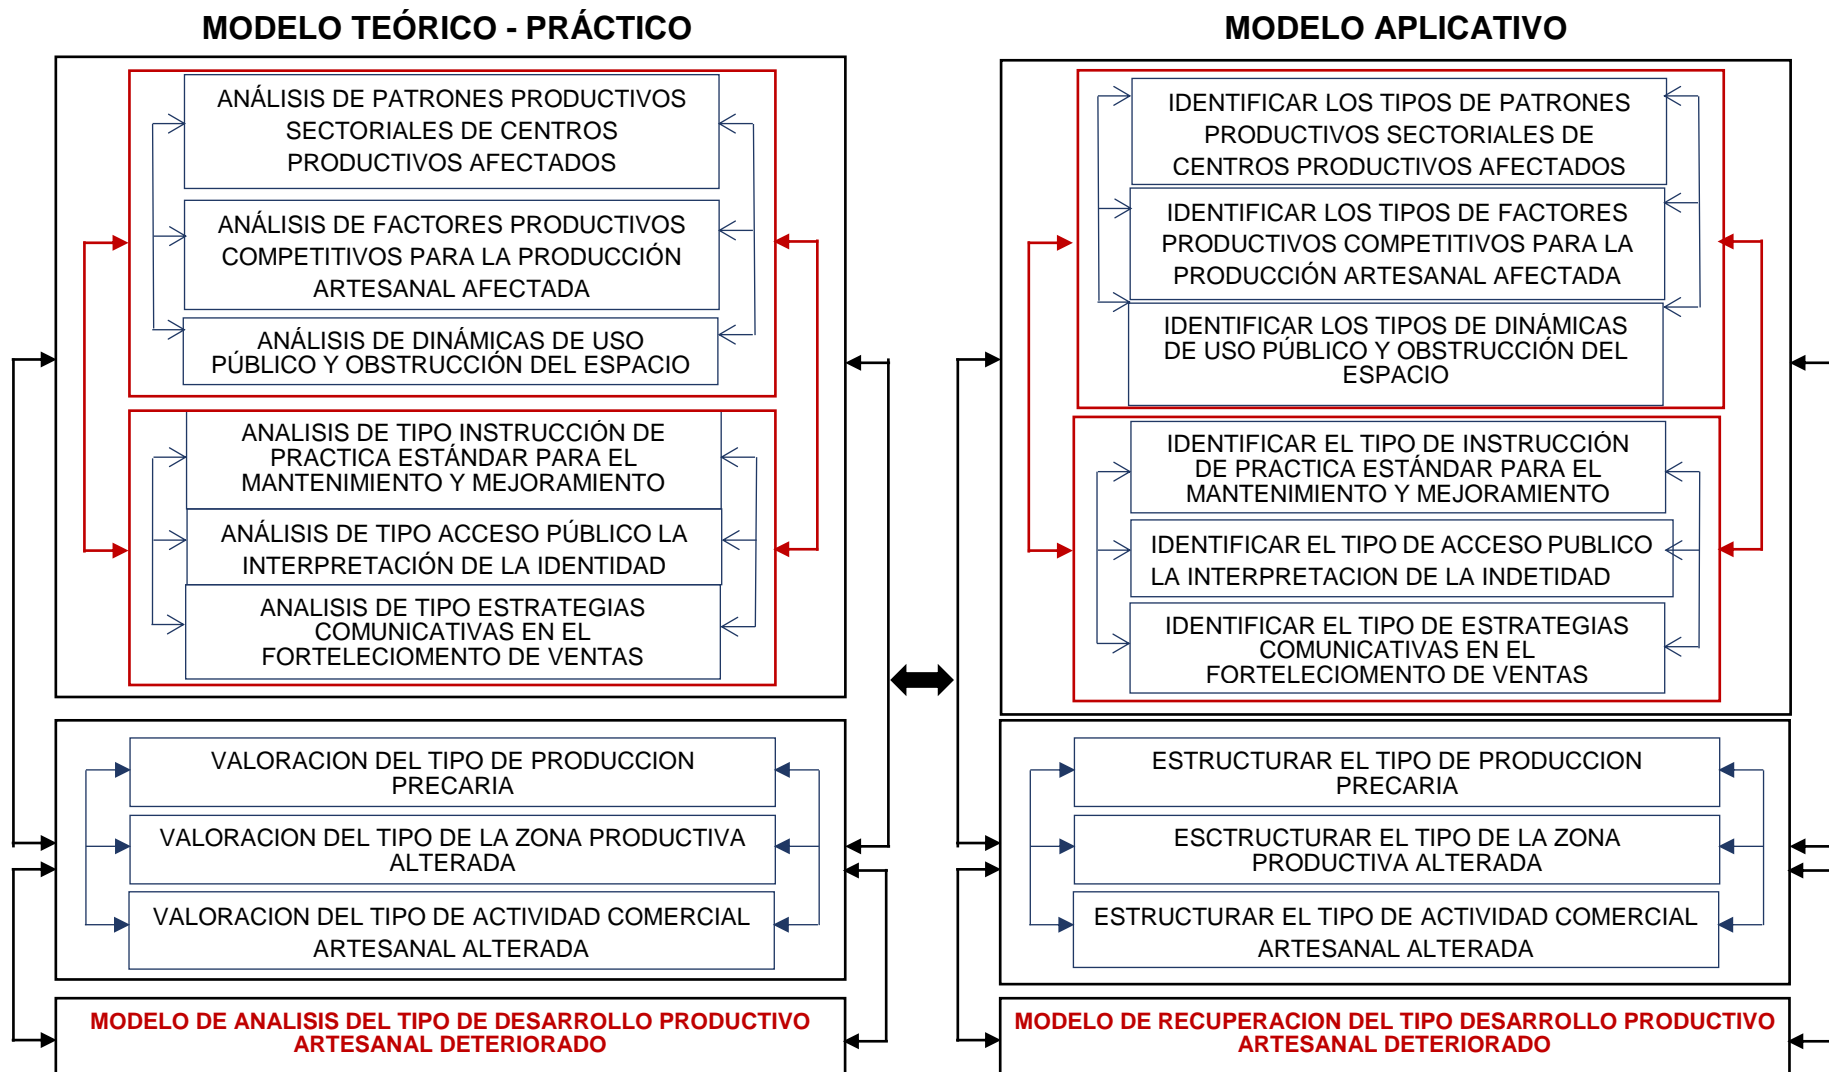 MODELO TEÓRICO - PRÁCTICO
ANÁLISIS DE PATRONES PRODUCTIVOS
SECTORIALES DE CENTROS
PRODUCTIVOS AFECTADOS
ANÁLISIS DE FACTORES PRODUCTIVOS
COMPETITIVOS PARA LA PRODUCCIÓN
ARTESANAL AFECTADA
ANÁLISIS DE DINÁMICAS DE USO
PÚBLICO Y OBSTRUCCIÓN DEL ESPACIO
ANALISIS DE TIPO INSTRUCCIÓN DE
PRACTICA ESTÁNDAR PARA EL
MANTENIMIENTO Y MEJORAMIENTO
ANÁLISIS DE TIPO ACCESO PÚBLICO LA
INTERPRETACIÓN DE LA IDENTIDAD
ANALISIS DE TIPO ESTRATEGIAS
COMUNICATIVAS EN EL
FORTELECIOMENTO DE VENTAS
VALORACION DEL TIPO DE PRODUCCION
PRECARIA
VALORACION DEL TIPO DE LA ZONA PRODUCTIVA
ALTERADA
VALORACION DEL TIPO DE ACTIVIDAD COMERCIAL
ARTESANAL ALTERADA
MODELO DE ANALISIS DEL TIPO DE DESARROLLO PRODUCTIVO
ARTESANAL DETERIORADO
MODELO APLICATIVO
IDENTIFICAR LOS TIPOS DE PATRONES
PRODUCTIVOS SECTORIALES DE
CENTROS PRODUCTIVOS AFECTADOS
IDENTIFICAR LOS TIPOS DE FACTORES
PRODUCTIVOS COMPETITIVOS PARA LA
PRODUCCIÓN ARTESANAL AFECTADA
IDENTIFICAR LOS TIPOS DE DINÁMICAS
DE USO PÚBLICO Y OBSTRUCCIÓN DEL
ESPACIO
IDENTIFICAR EL TIPO DE INSTRUCCIÓN
DE PRACTICA ESTÁNDAR PARA EL
MANTENIMIENTO Y MEJORAMIENTO
IDENTIFICAR EL TIPO DE ACCESO PUBLICO
LA INTERPRETACION DE LA INDETIDAD
IDENTIFICAR EL TIPO DE ESTRATEGIAS
COMUNICATIVAS EN EL
FORTELECIOMENTO DE VENTAS
ESTRUCTURAR EL TIPO DE PRODUCCION
PRECARIA
ESCTRUCTURAR EL TIPO DE LA ZONA
PRODUCTIVA ALTERADA
ESTRUCTURAR EL TIPO DE ACTIVIDAD COMERCIAL
ARTESANAL ALTERADA
MODELO DE RECUPERACION DEL TIPO DESARROLLO PRODUCTIVO
ARTESANAL DETERIORADO